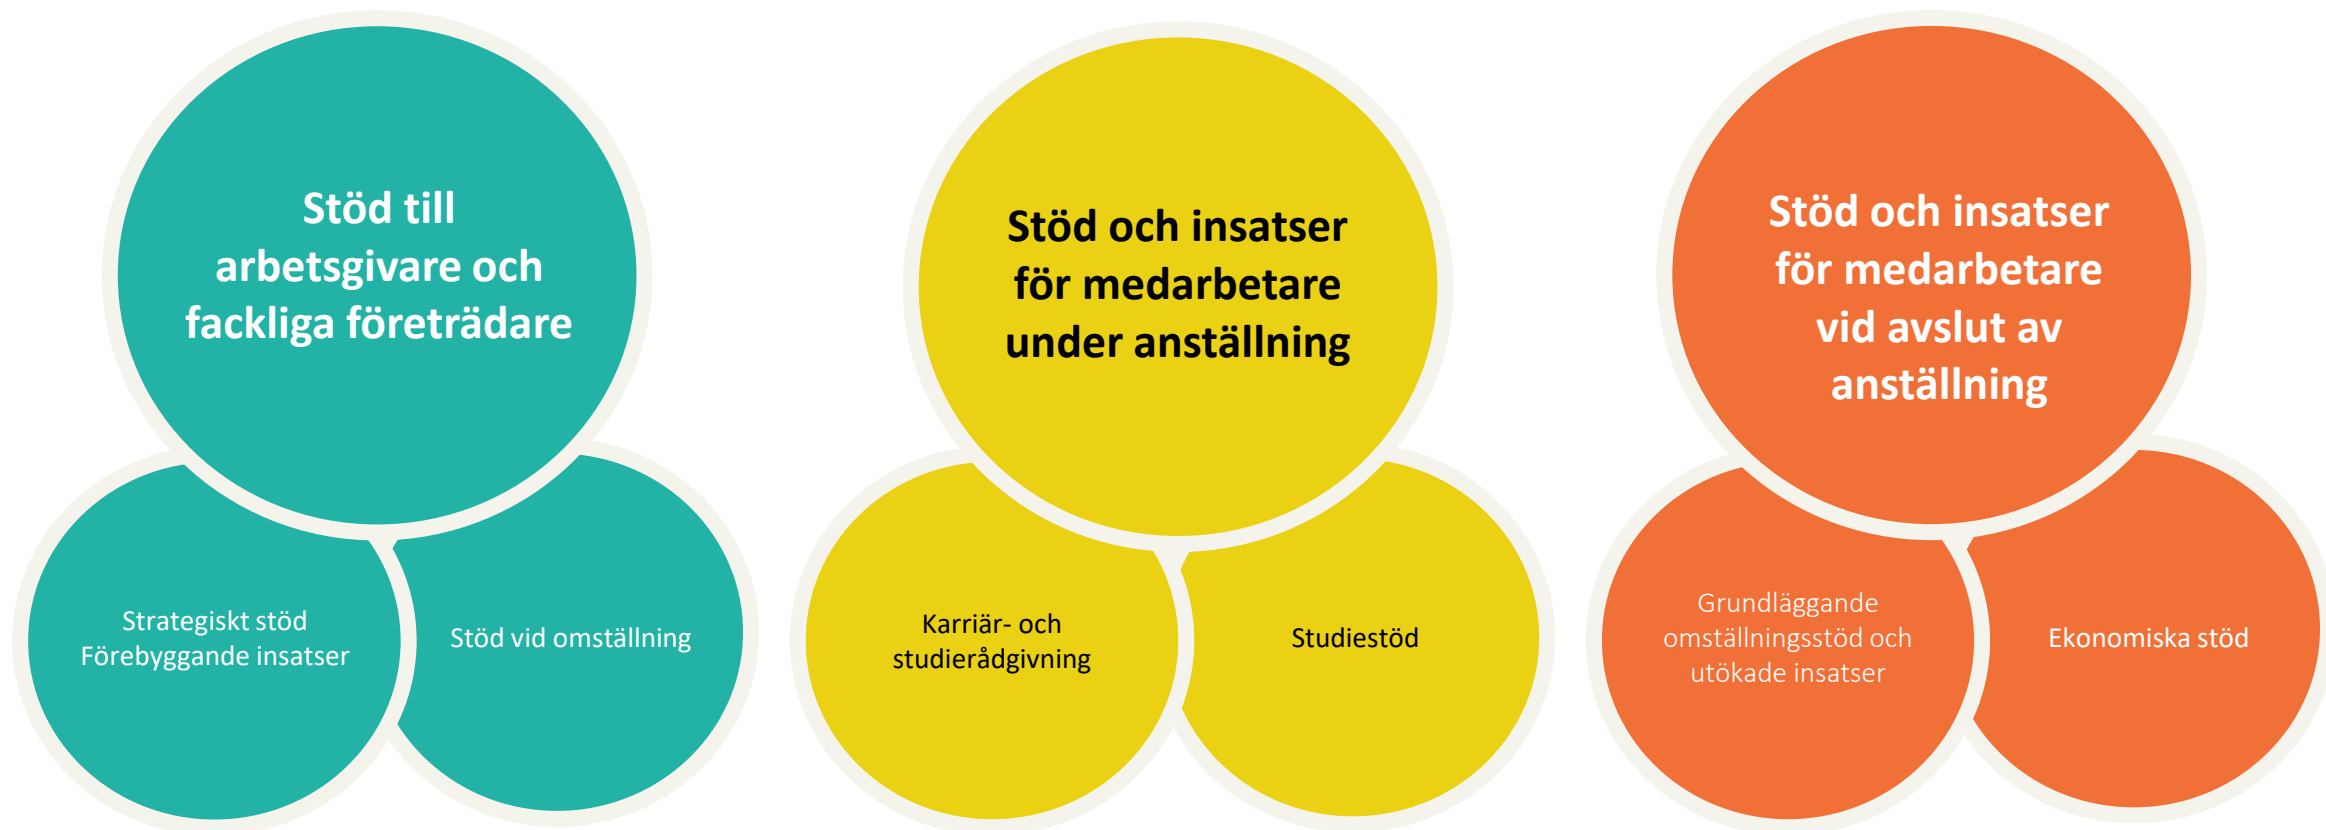 Stöd till
arbetsgivare och
fackliga företrädare
Strategiskt stöd
Förebyggande insatser
Stöd vid omställning
Stöd och insatser
för medarbetare
under anställning
Karriär- och
studierådgivning
Studiestöd
Stöd och insatser
för medarbetare
vid avslut av
anställning
Grundläggande
omställningsstöd och
utökade insatser
Ekonomiska stöd